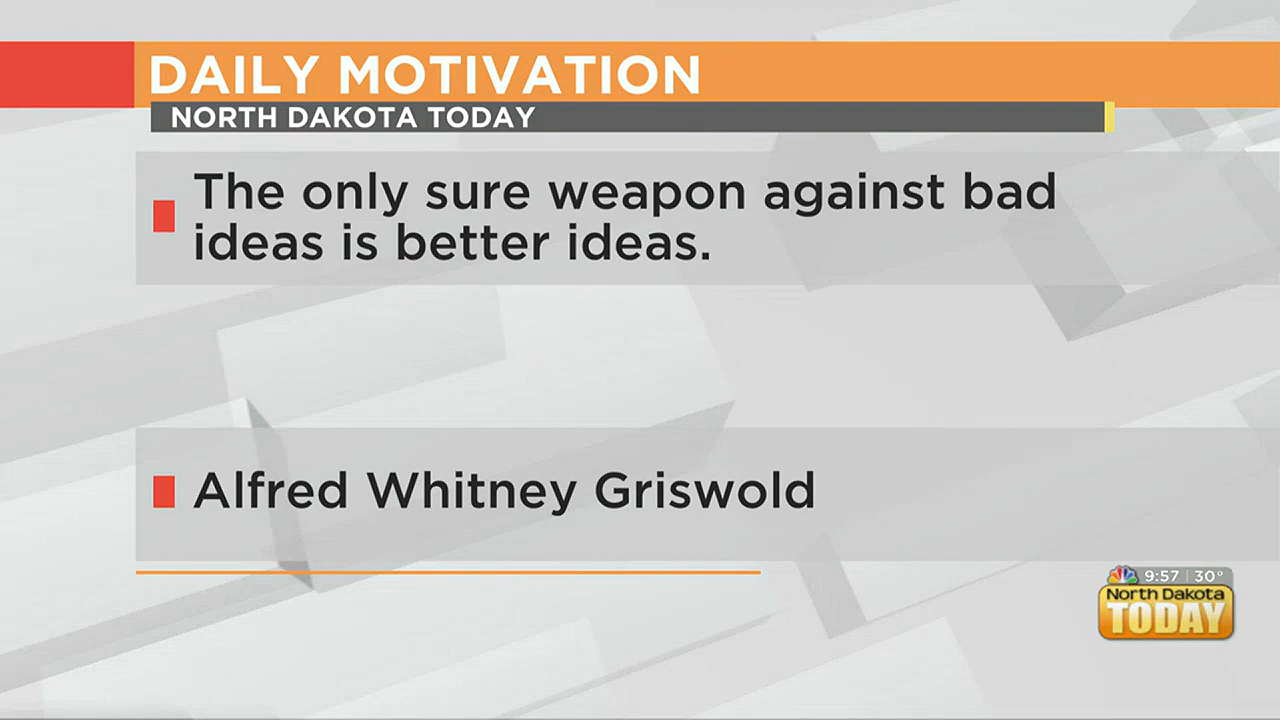 DAILY MOTIVATION
NORTH DAKOTA TODAY
The only sure weapon against bad
ideas is better ideas.
Alfred Whitney Griswold
9:57 | 30°
North Dakota
TODAY